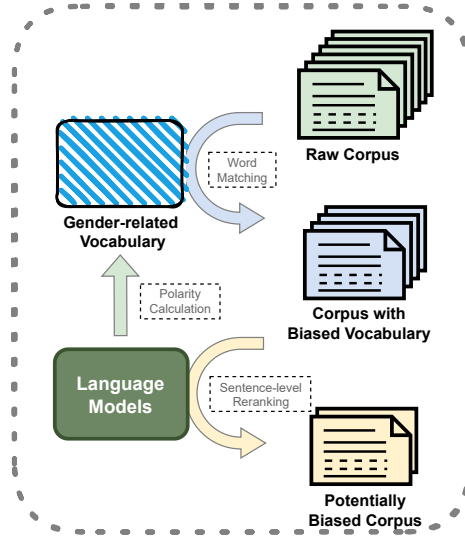 Raw Corpus
Word
Matching
Gender-related
Vocabulary
Polarity
Calculation
Corpus with
Biased Vocabulary
Language
Models
Sentence-level
Reranking
Potentially
Biased Corpus